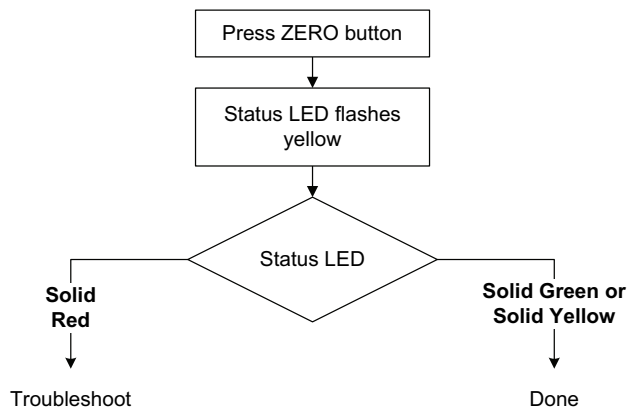 Press ZERO button
Status LED flashes
yellow
Status LED
Solid
Red
Solid Green or
Solid Yellow
Troubleshoot
Done